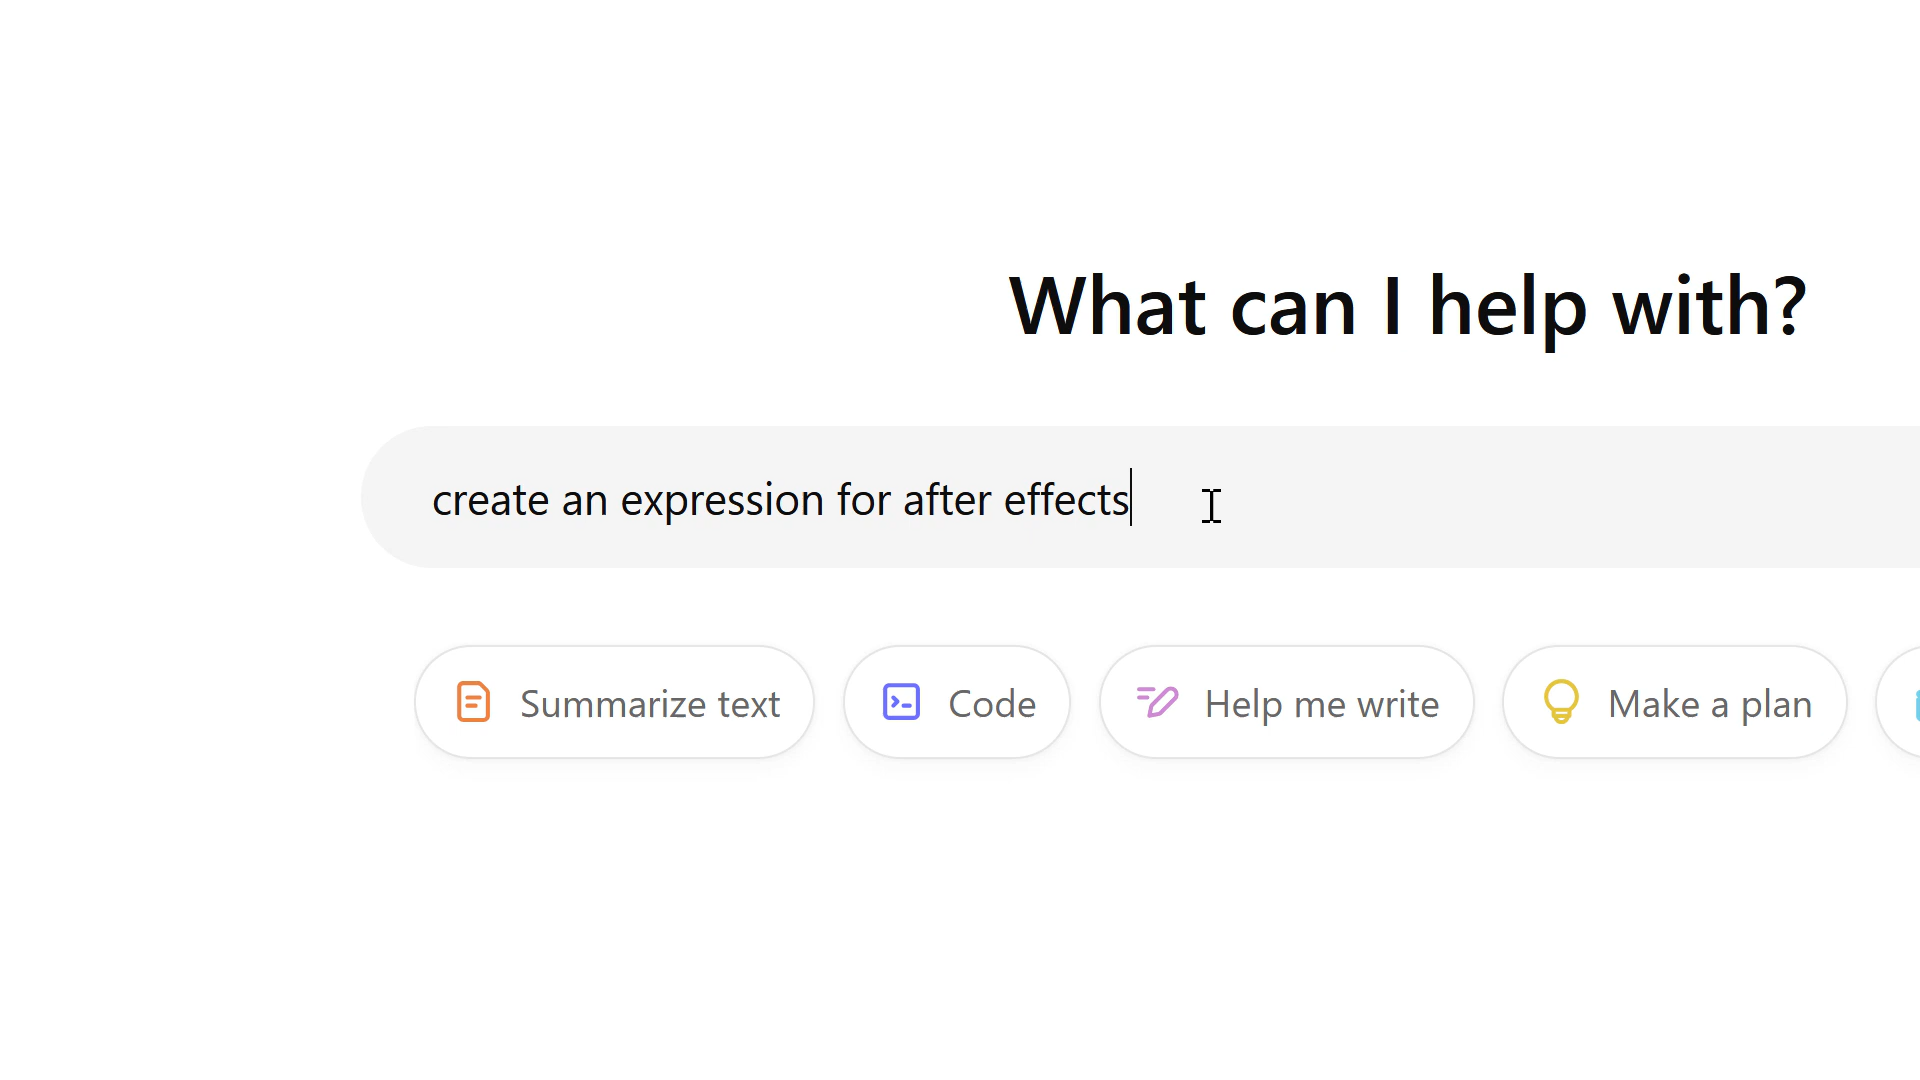 What can I help with?
create an expression for after effects
Summarize text
Code
Help me write
Make a plan